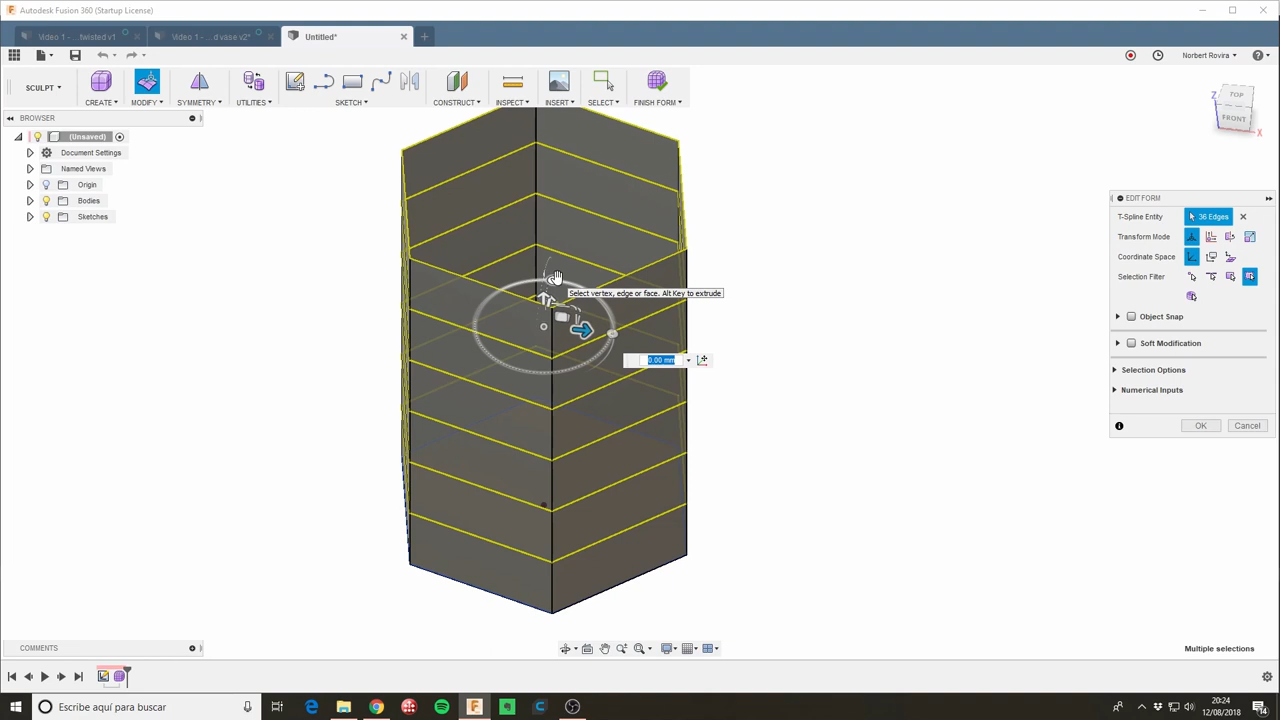 Autodesk Fusion 360 (Startup License)
Video 1 - ...twisted v1
Video 1 - ...d vase v2*
Untitled*
Norbert Rovira
SCULPT
CREATE
MODIFY
SYMMETRY
UTILITIES
SKETCH
CONSTRUCT
INSPECT
INSERT
SELECT
FINISH FORM
TOP
FRONT
Z
X
BROWSER
(Unsaved)
Document Settings
Named Views
Origin
Bodies
Sketches
Select vertex, edge or face. Alt Key to extrude
0.00 mm
EDIT FORM
T-Spline Entity 36 Edges
Transform Mode
Coordinate Space
Selection Filter
Object Snap
Soft Modification
Selection Options
Numerical Inputs
OK Cancel
COMMENTS
Multiple selections
Escribe aquí para buscar
20:24
12/08/2018
14